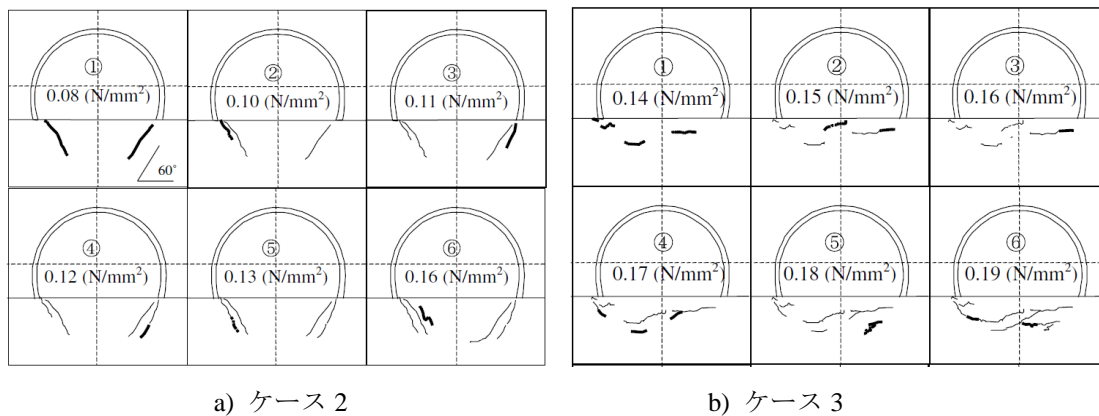 ①
0.08 (N/mm²)
60°
②
0.10 (N/mm²)
③
0.11 (N/mm²)
④
0.12 (N/mm²)
⑤
0.13 (N/mm²)
⑥
0.16 (N/mm²)
a) ケース 2
①
0.14 (N/mm²)
②
0.15 (N/mm²)
③
0.16 (N/mm²)
④
0.17 (N/mm²)
⑤
0.18 (N/mm²)
⑥
0.19 (N/mm²)
b) ケース 3